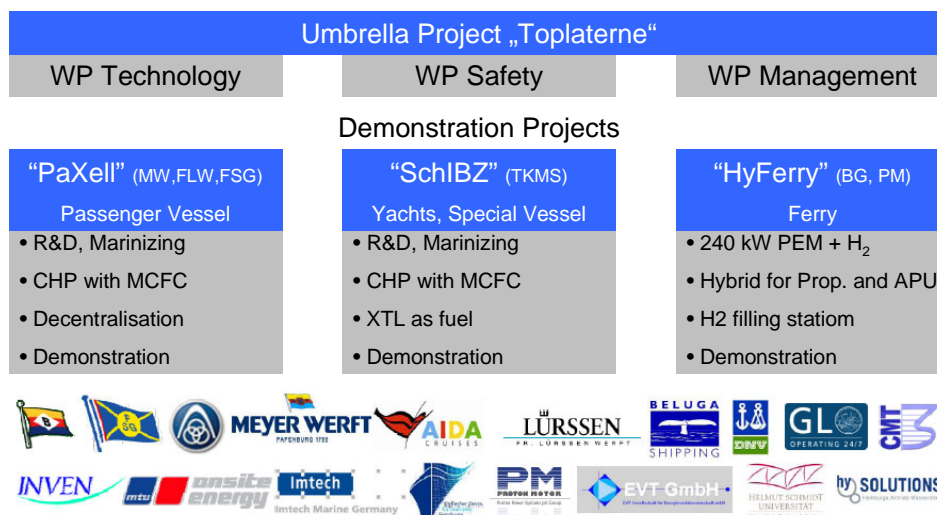 Umbrella Project „Toplaterne“
WP Technology
WP Safety
WP Management
Demonstration Projects
“PaXell” (MW,FLW,FSG)
Passenger Vessel
• R&D, Marinizing
• CHP with MCFC
• Decentralisation
• Demonstration
“SchIBZ” (TKMS)
Yachts, Special Vessel
• R&D, Marinizing
• CHP with MCFC
• XTL as fuel
• Demonstration
“HyFerry” (BG, PM)
Ferry
• 240 kW PEM + H2
• Hybrid for Prop. and APU
• H2 filling statiom
• Demonstration
B
FSG
MEYER WERFT
PAPENBURG 1795
AIDA
CRUISES
LÜRSSEN
FR. LÜRSSEN WERFT
BELUGA
SHIPPING
DNV
GL
OPERATING 24/7
CMT
INVEN
mtu
onsite
energy
Imtech
Imtech Marine Germany
PM
PROTON MOTOR
EVT GmbH
HELMUT SCHMIDT
UNIVERSITÄT
hySOLUTIONS